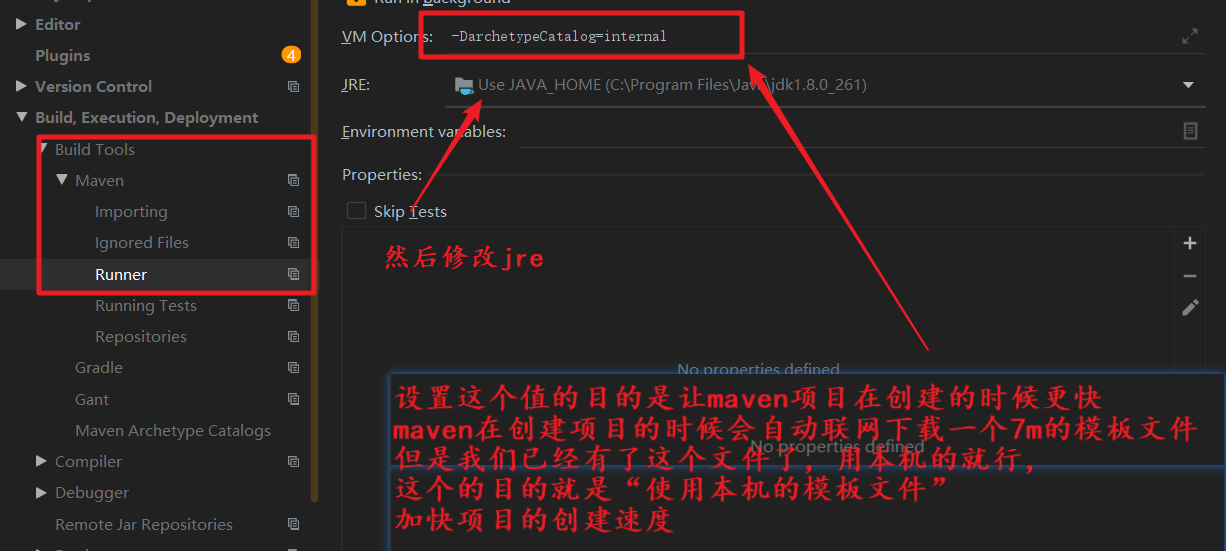 Run in Background
Editor
Plugins
4
Version Control
Build, Execution, Deployment
Build Tools
Maven
Importing
Ignored Files
Runner
Running Tests
Repositories
Gradle
Gant
Maven Archetype Catalogs
Compiler
Debugger
Remote Jar Repositories
VM Options: -DarchetypeCatalog=internal
JRE: Use JAVA_HOME (C:\Program Files\Java\jdk1.8.0_261)
Environment variables:
Properties:
Skip Tests
然后修改jre
No properties defined
设置这个值的目的是让maven项目在创建的时候更快
maven在创建项目的时候会自动联网下载一个7m的模板文件
No properties defined
但是我们已经有了这个文件了，用本机的就行，
这个的目的就是“使用本机的模板文件”
加快项目的创建速度